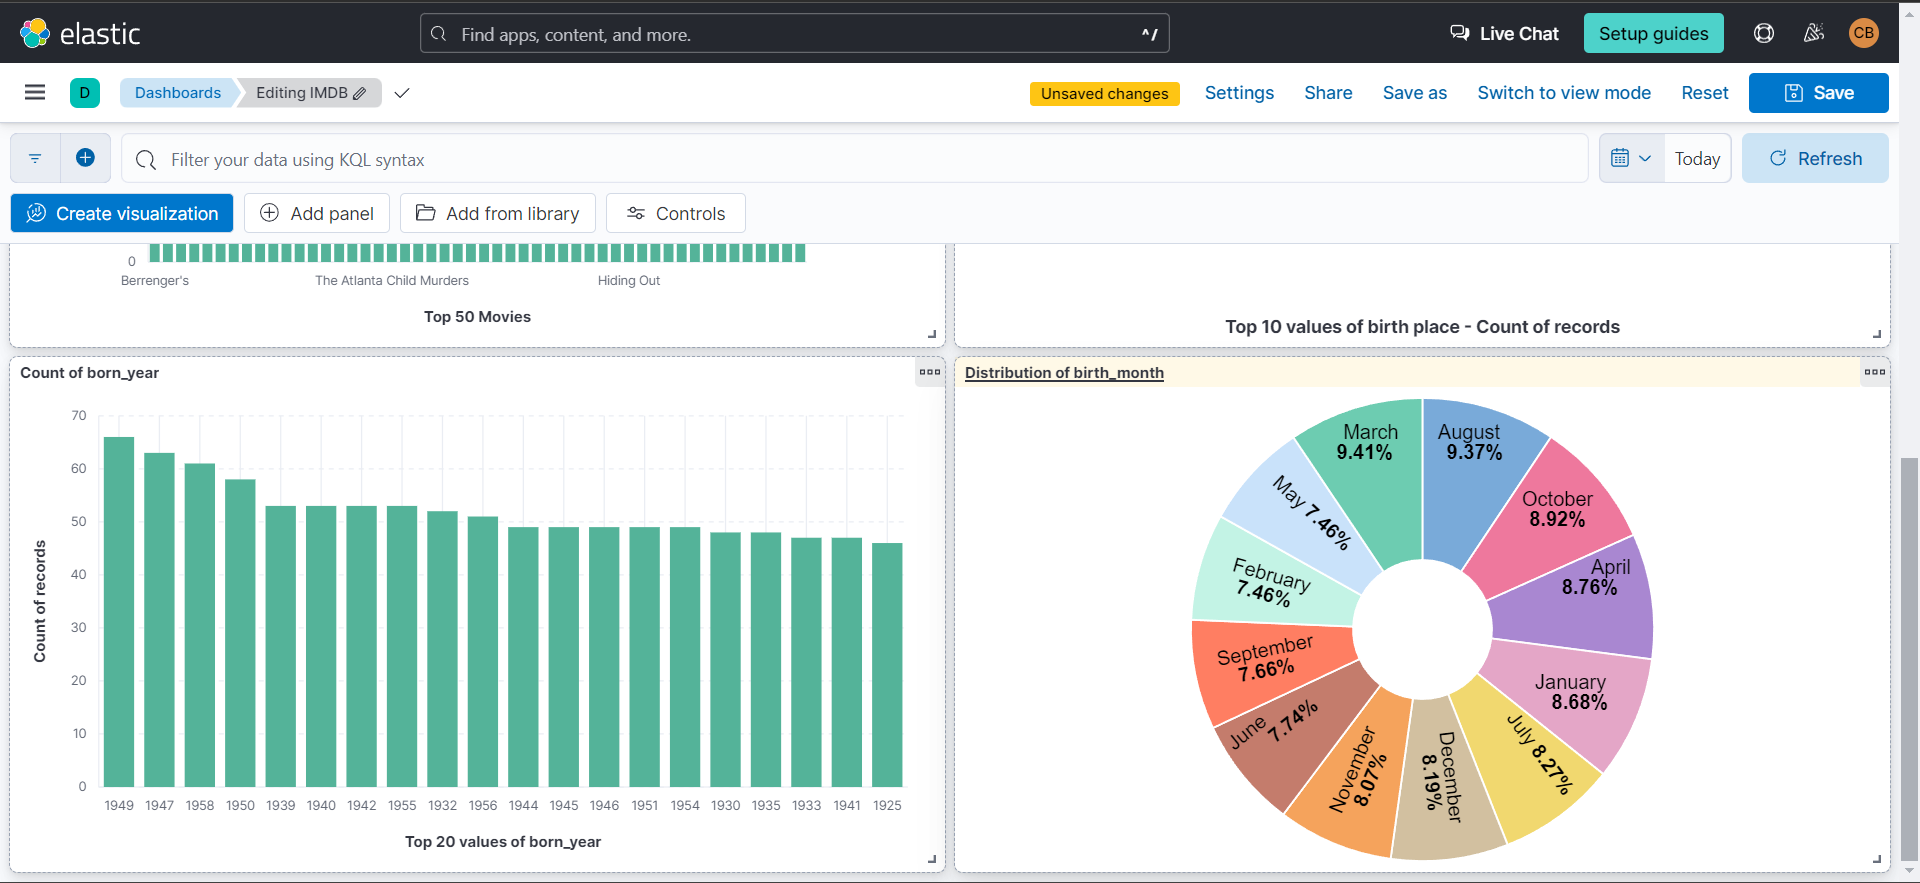 elastic
Find apps, content, and more.
^/
Live Chat
Setup guides
CB
D
Dashboards
Editing IMDB
Unsaved changes
Settings
Share
Save as
Switch to view mode
Reset
Save
Filter your data using KQL syntax
Today
Refresh
Create visualization
Add panel
Add from library
Controls
0
Berrenger's
The Atlanta Child Murders
Hiding Out
Top 50 Movies
Top 10 values of birth place - Count of records
Count of born_year
70
60
50
40
30
20
10
0
Count of records
1949 1947 1958 1950 1939 1940 1942 1955 1932 1956 1944 1945 1946 1951 1954 1930 1935 1933 1941 1925
Top 20 values of born_year
Distribution of birth_month
August
9.37%
October
8.92%
April
8.76%
January
8.68%
July 8.27%
December
8.19%
November
8.07%
June 7.74%
September
7.66%
February
7.46%
May 7.46%
March
9.41%